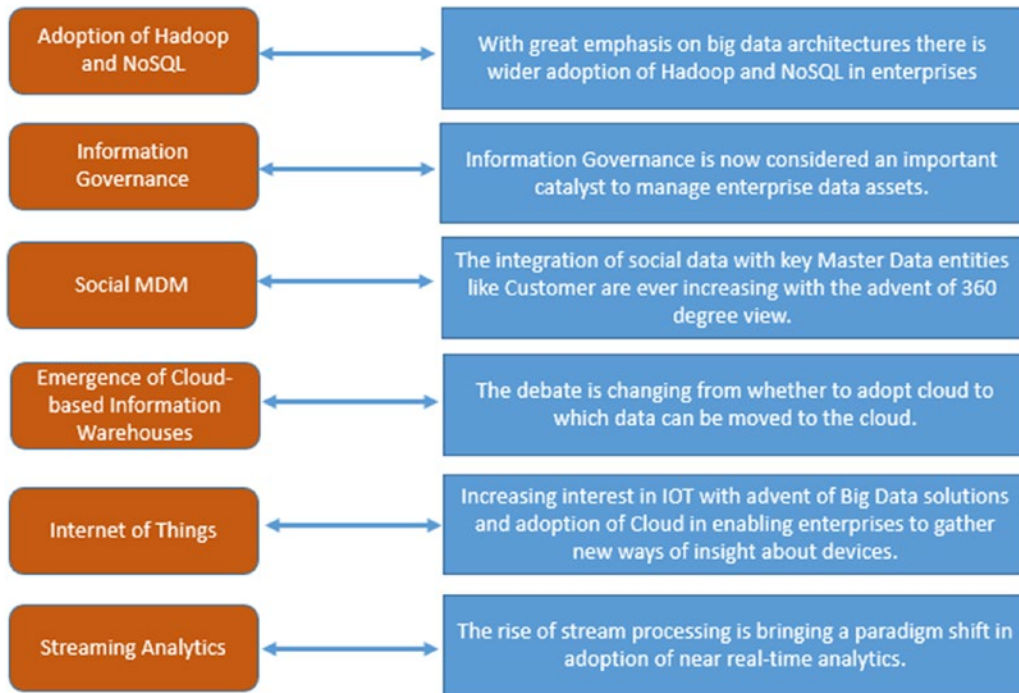 Adoption of Hadoop
and NoSQL
With great emphasis on big data architectures there is
wider adoption of Hadoop and NoSQL in enterprises
Information
Governance
Information Governance is now considered an important
catalyst to manage enterprise data assets.
Social MDM
The integration of social data with key Master Data entities
like Customer are ever increasing with the advent of 360
degree view.
Emergence of Cloud-
based Information
Warehouses
The debate is changing from whether to adopt cloud to
which data can be moved to the cloud.
Internet of Things
Increasing interest in IOT with advent of Big Data solutions
and adoption of Cloud in enabling enterprises to gather
new ways of insight about devices.
Streaming Analytics
The rise of stream processing is bringing a paradigm shift in
adoption of near real-time analytics.